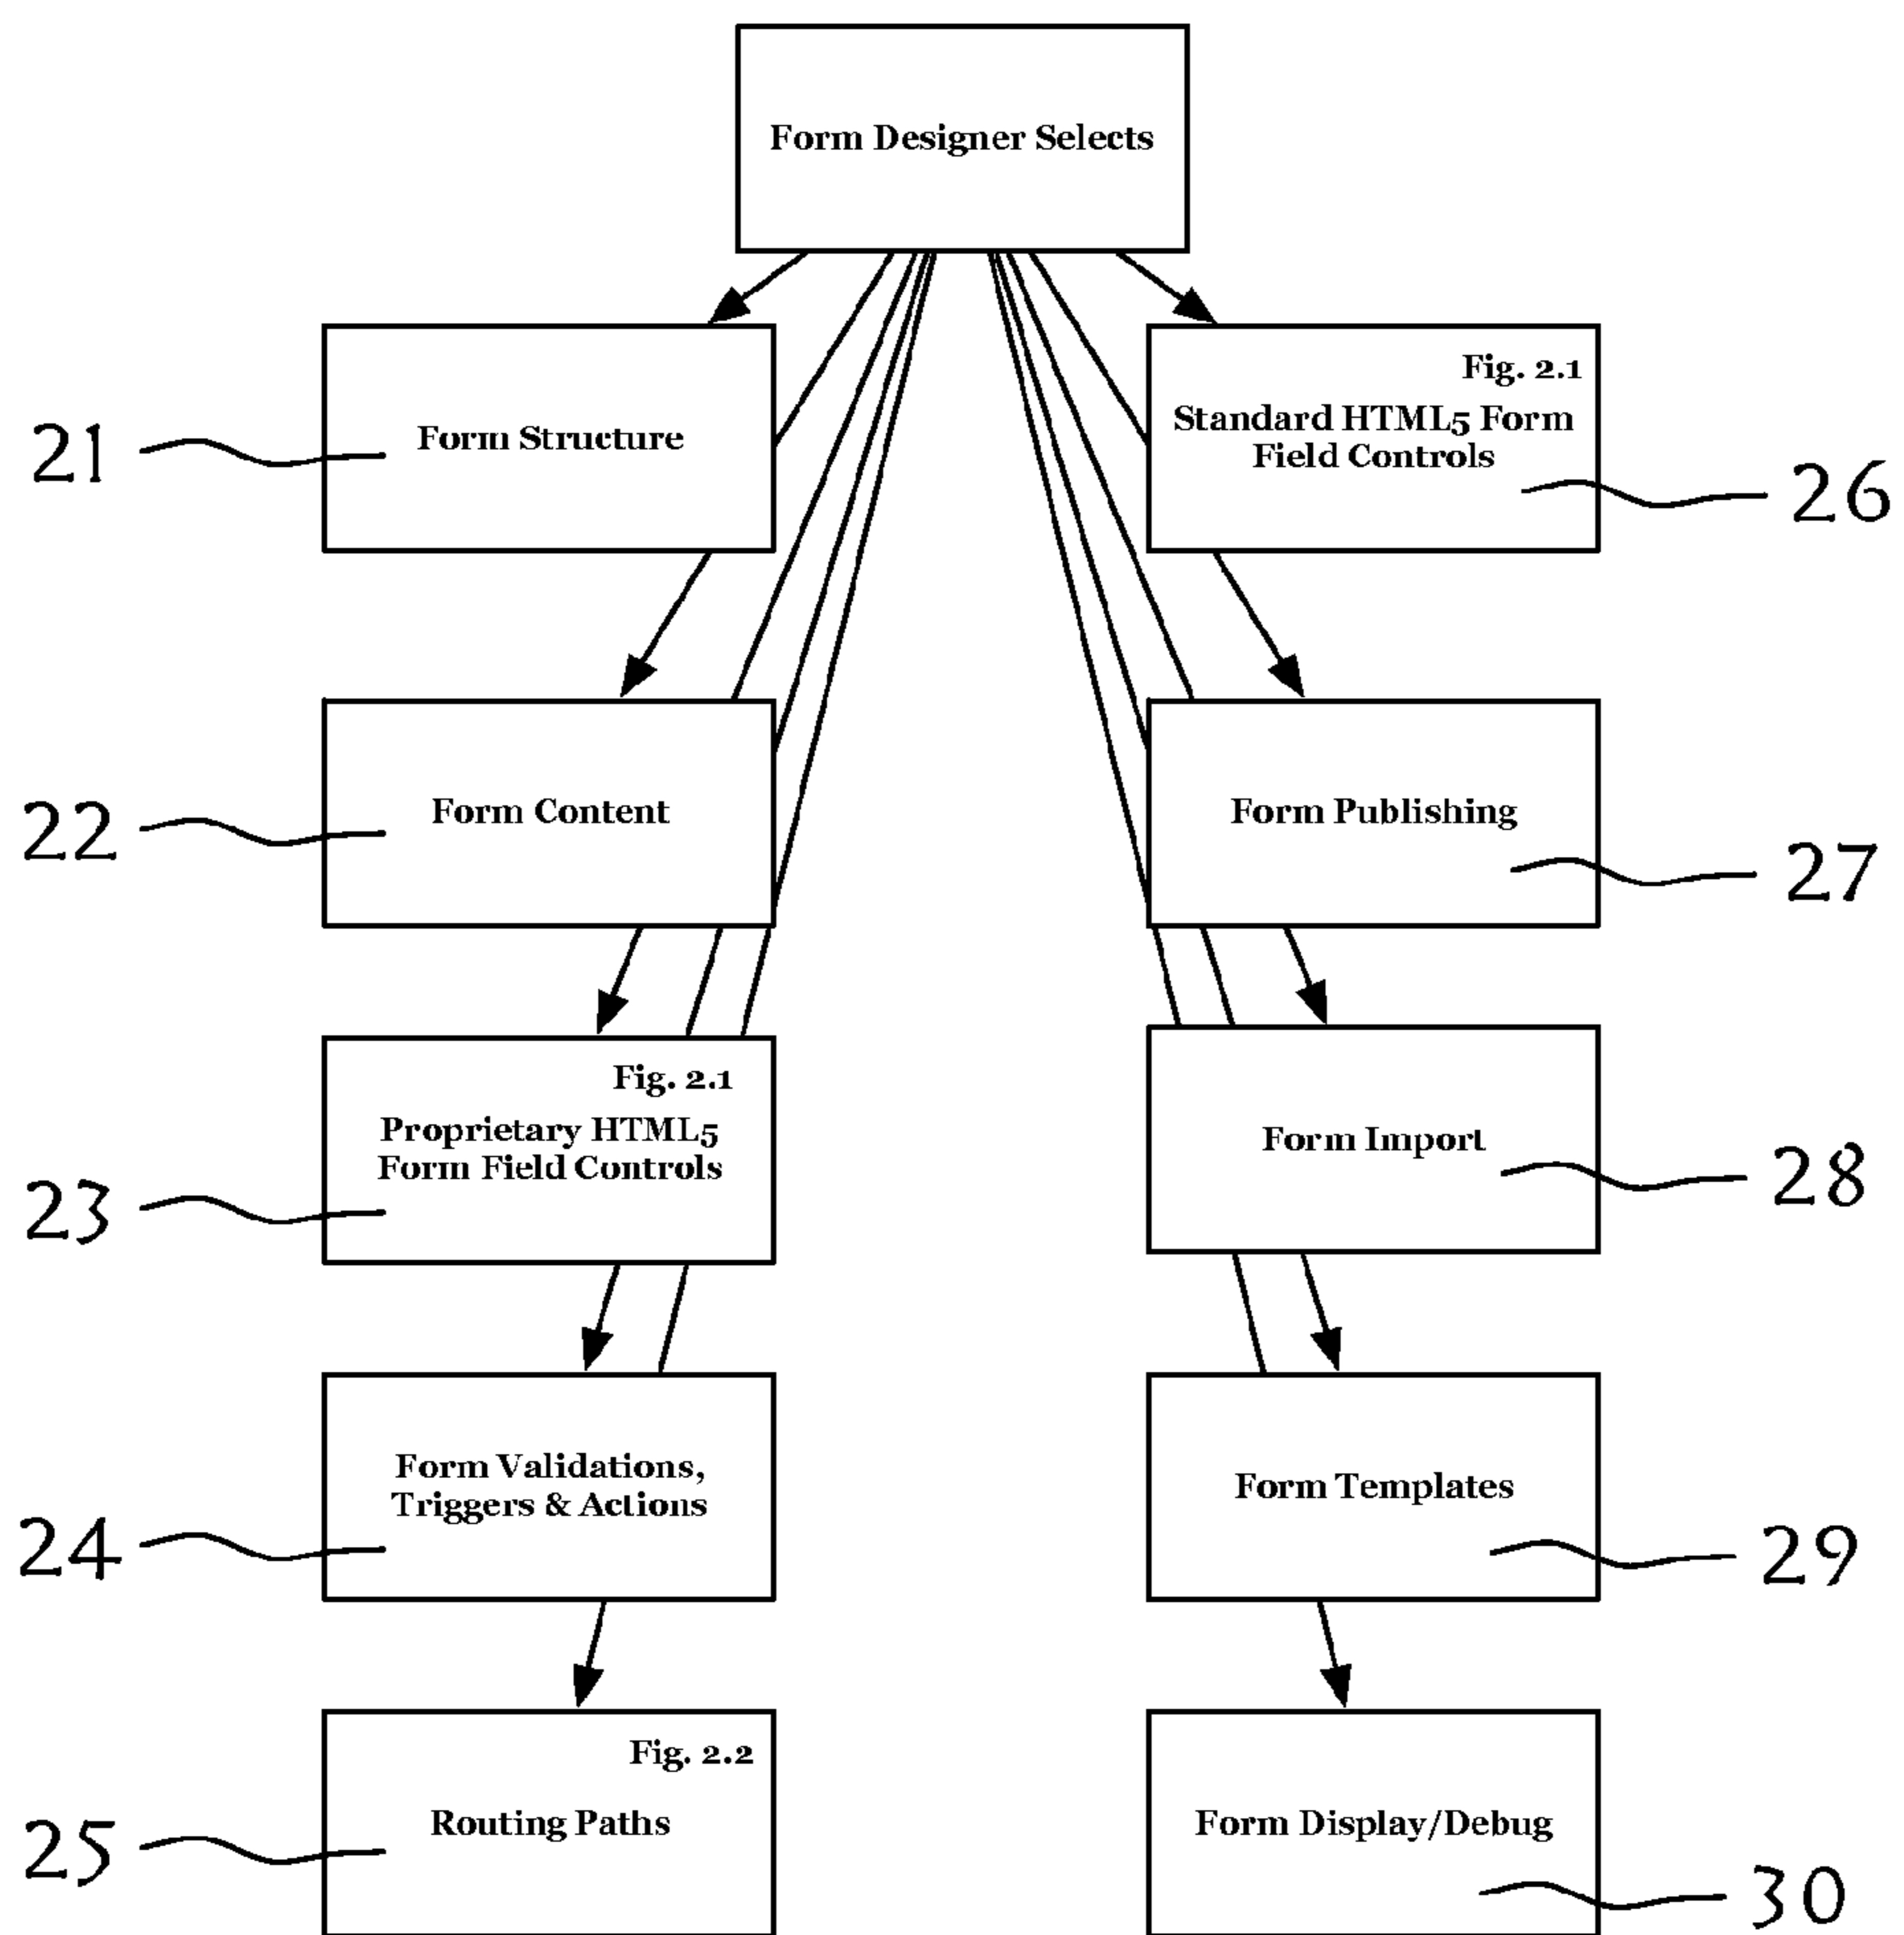 Form Designer Selects
21
Form Structure
Fig. 2.1
Standard HTML5 Form
Field Controls
26
22
Form Content
Form Publishing
27
Fig. 2.1
Proprietary HTML5
Form Field Controls
23
Form Import
28
Form Validations,
Triggers & Actions
24
Form Templates
29
Fig. 2.2
Routing Paths
25
Form Display/Debug
30